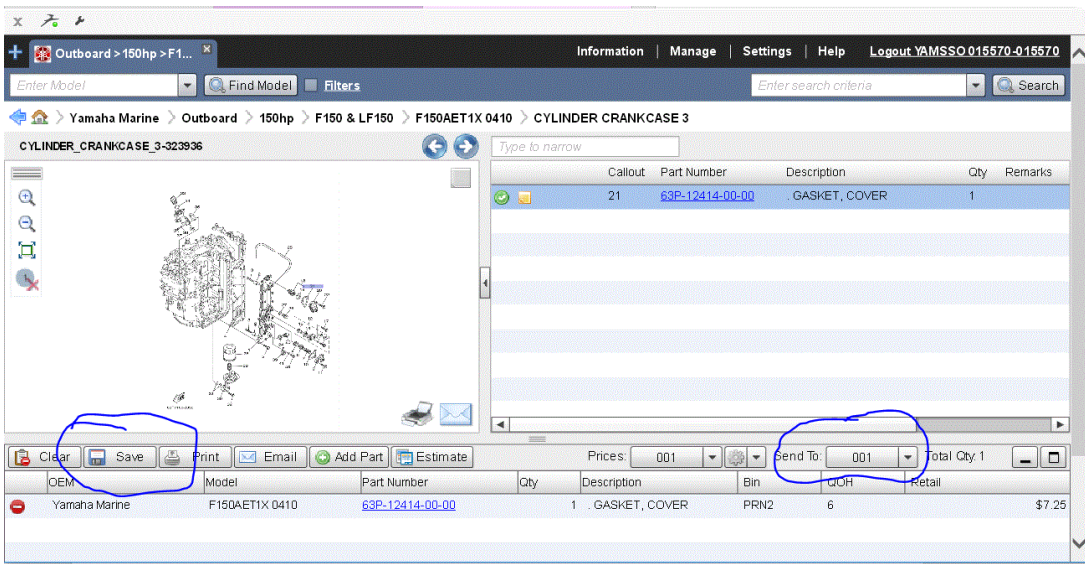 Outboard > 150hp > F1...
Information | Manage | Settings | Help Logout YAMSSO 015570-015570
Enter Model Find Model Filters Enter search criteria Search
Yamaha Marine > Outboard > 150hp > F150 & LF150 > F150AET1X 0410 > CYLINDER CRANKCASE 3
CYLINDER_CRANKCASE_3-323936 Type to narrow
Callout Part Number Description Qty Remarks
21 63P-12414-00-00 . GASKET, COVER 1
Clear Save Print Email Add Part Estimate Prices: 001 Send To: 001 Total Qty: 1
OEM Model Part Number Qty Description Bin QOH Retail
Yamaha Marine F150AET1X 0410 63P-12414-00-00 1 . GASKET, COVER PRN2 6 $7.25